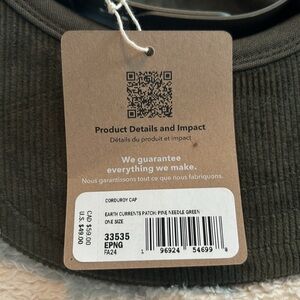 Product Details and Impact
Détails du produit et impact
We guarantee
everything we make.
Nous garantissons tout ce que nous fabriquons.
CORDUROY CAP
EARTH CURRENTS PATCH: PINE NEEDLE GREEN
ONE SIZE
33535
EPNG
FA24
1 96924 54699 8
CAD $59.00
U.S. $49.00